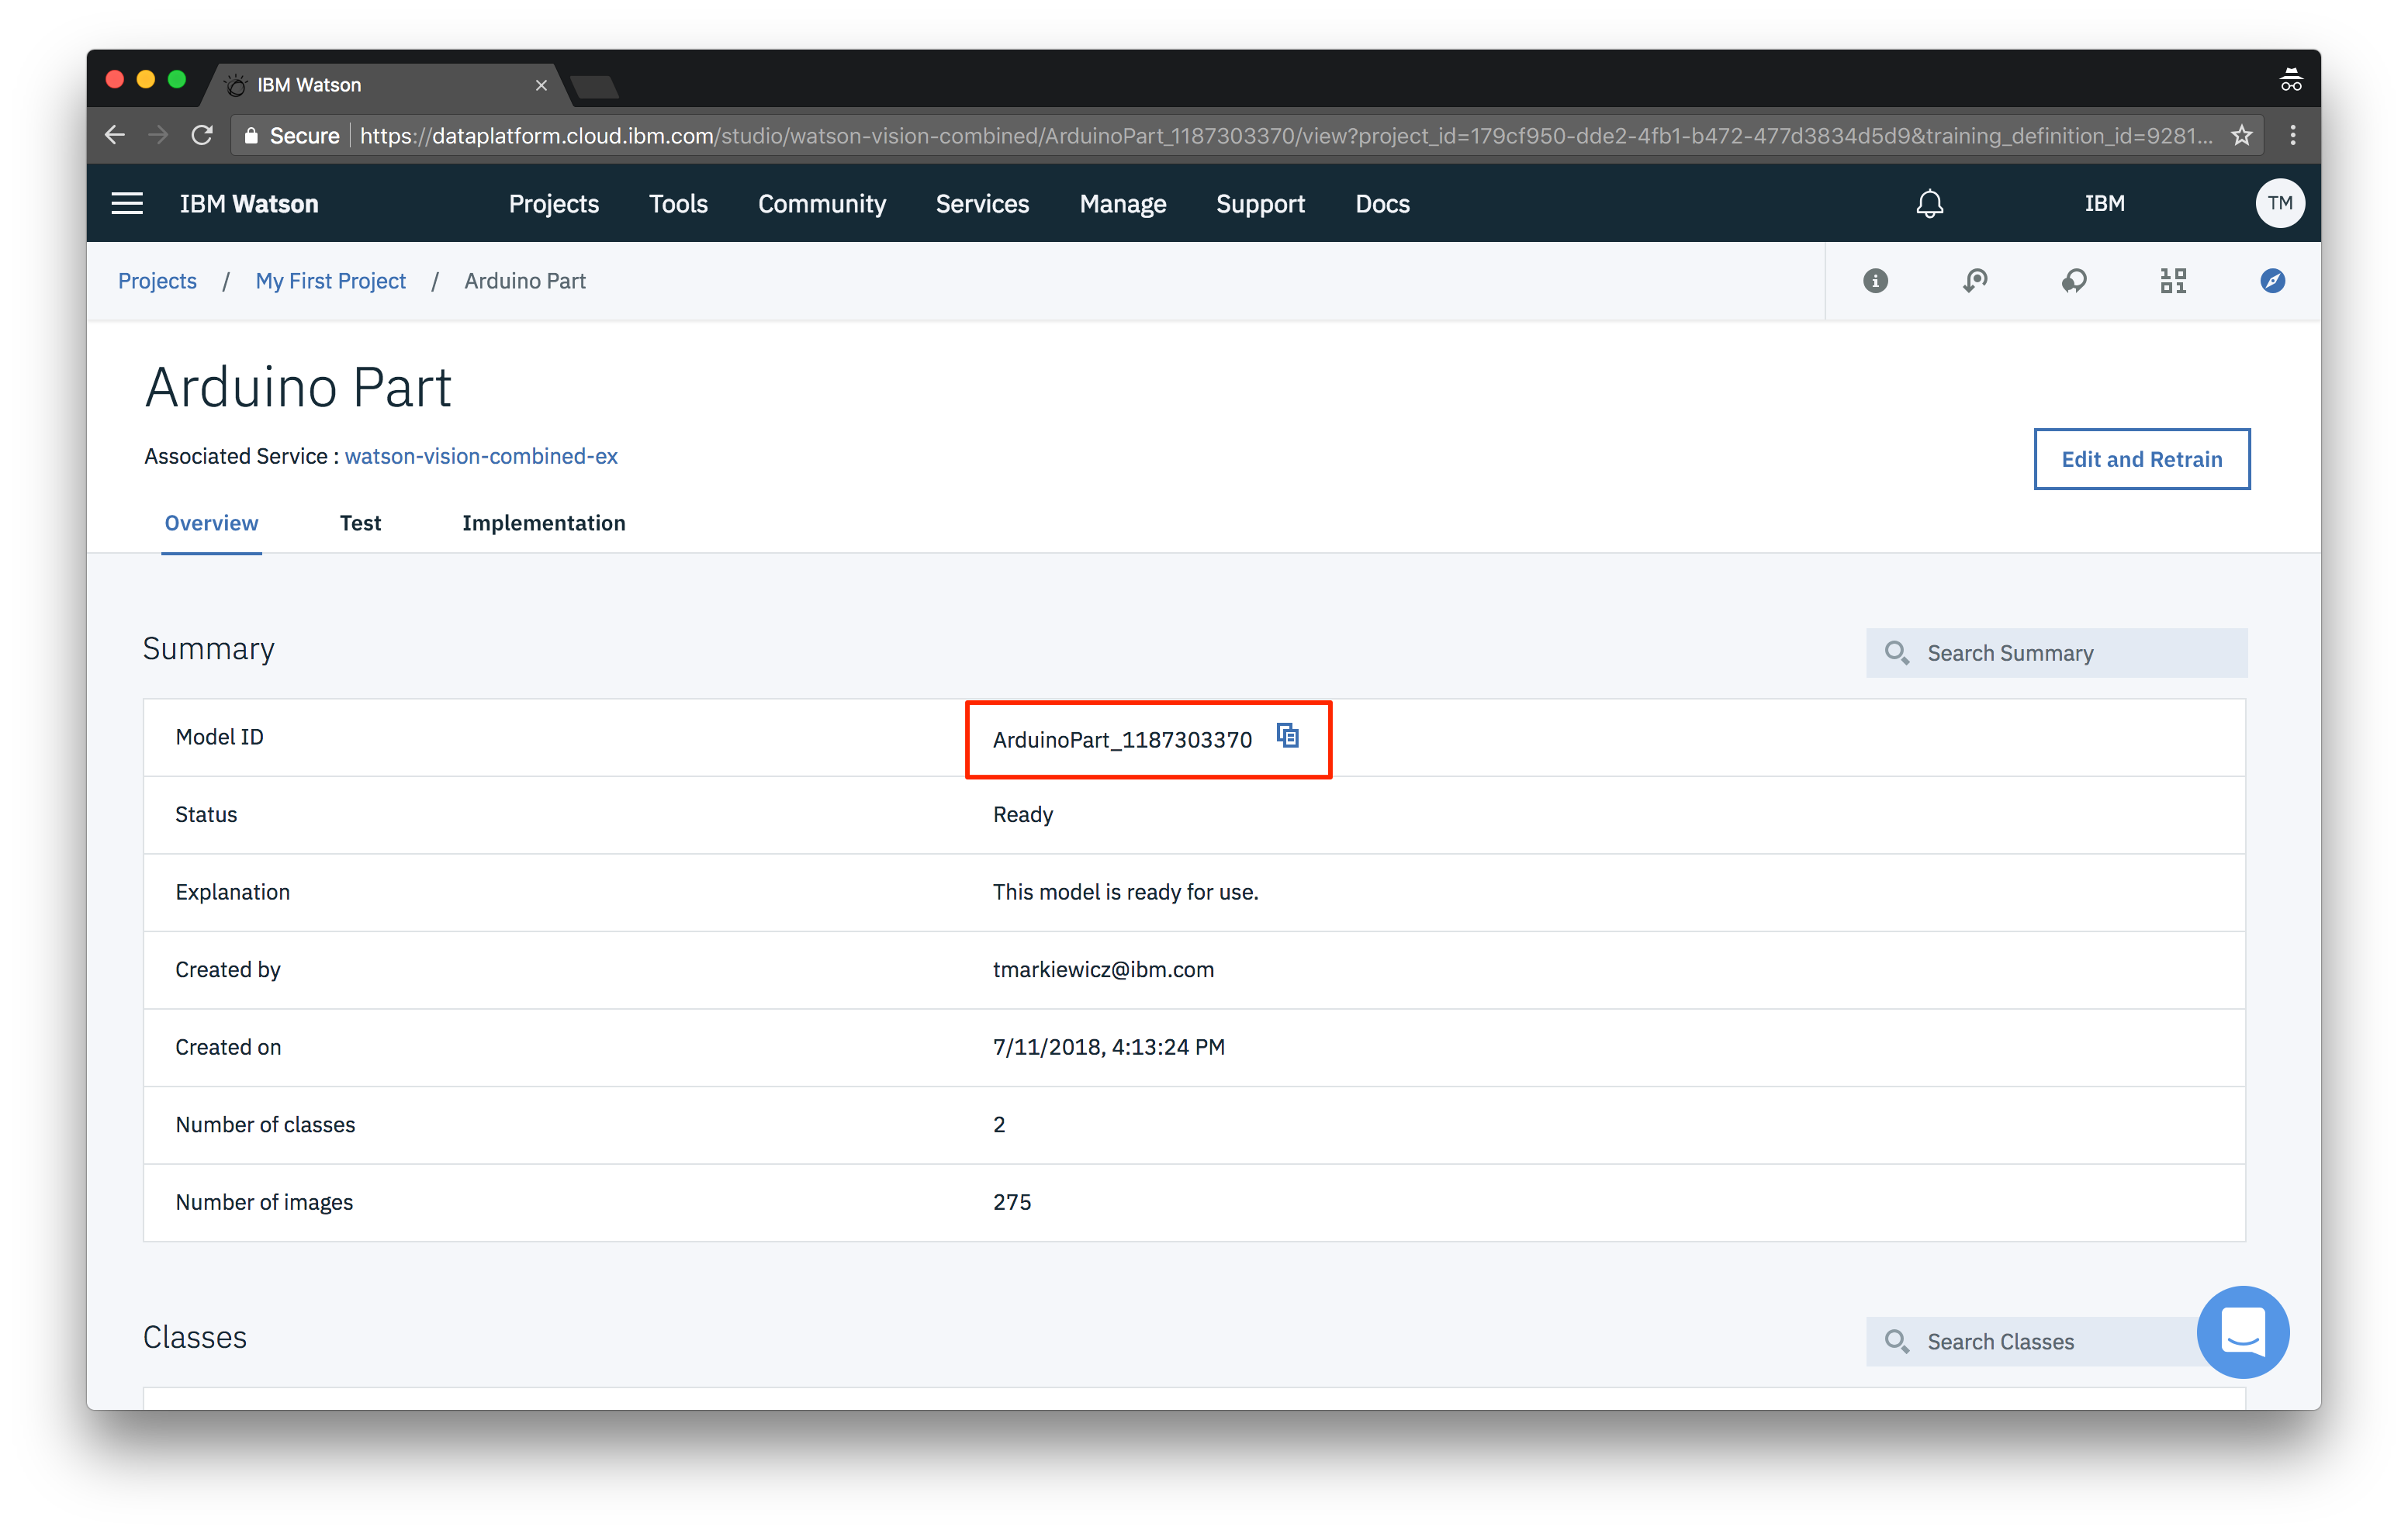 IBM Watson
Secure https://dataplatform.cloud.ibm.com/studio/watson-vision-combined/ArduinoPart_1187303370/view?project_id=179cf950-dde2-4fb1-b472-477d3834d5d9&training_definition_id=9281...
IBM Watson Projects Tools Community Services Manage Support Docs IBM TM
Projects / My First Project / Arduino Part
Arduino Part
Associated Service : watson-vision-combined-ex
Edit and Retrain
Overview Test Implementation
Summary Search Summary
Model ID ArduinoPart_1187303370
Status Ready
Explanation This model is ready for use.
Created by tmarkiewicz@ibm.com
Created on 7/11/2018, 4:13:24 PM
Number of classes 2
Number of images 275
Classes Search Classes